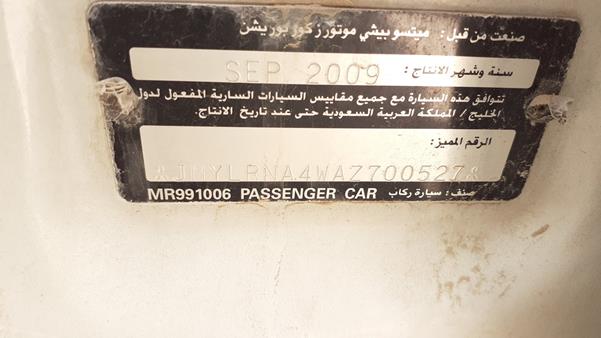 صنعت من قبل: ميتسوبيشي موتورز كوربوريشن
سنة وشهر الانتاج: SEP 2009
تتوافق هذه السيارة مع جميع مقاييس السيارات السارية المفعول لدول
الخليج / المملكة العربية السعودية حتى عند تاريخ الانتاج.
الرقم المميز:
JMYLRNA4WAZ700527
صنف: سيارة ركاب MR991006 PASSENGER CAR